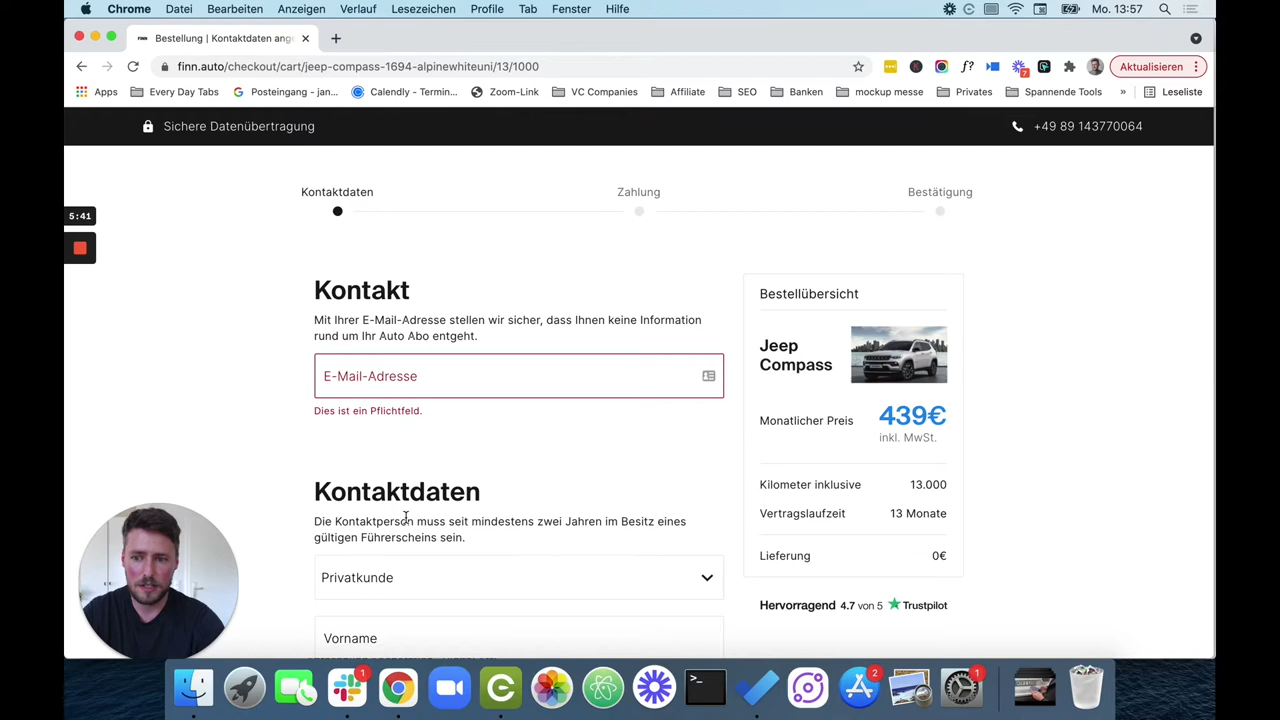 Chrome Datei Bearbeiten Anzeigen Verlauf Lesezeichen Profile Tab Fenster Hilfe Mo. 13:57
FINN Bestellung | Kontaktdaten ang
finn.auto/checkout/cart/jeep-compass-1694-alpinewhiteuni/13/1000 f? 7 Aktualisieren
Apps Every Day Tabs Posteingang - jan... Calendly - Termin... Zoom-Link VC Companies Affiliate SEO Banken mockup messe Privates Spannende Tools » Leseliste
Sichere Datenübertragung +49 89 143770064
Kontaktdaten Zahlung Bestätigung
5:41
Kontakt
Mit Ihrer E-Mail-Adresse stellen wir sicher, dass Ihnen keine Information
rund um Ihr Auto Abo entgeht.
E-Mail-Adresse
Dies ist ein Pflichtfeld.
Kontaktdaten
Die Kontaktperson muss seit mindestens zwei Jahren im Besitz eines
gültigen Führerscheins sein.
Privatkunde
Vorname
Bestellübersicht
Jeep
Compass
Monatlicher Preis 439€
inkl. MwSt.
Kilometer inklusive 13.000
Vertragslaufzeit 13 Monate
Lieferung 0€
Hervorragend 4.7 von 5 Trustpilot
1 2 1